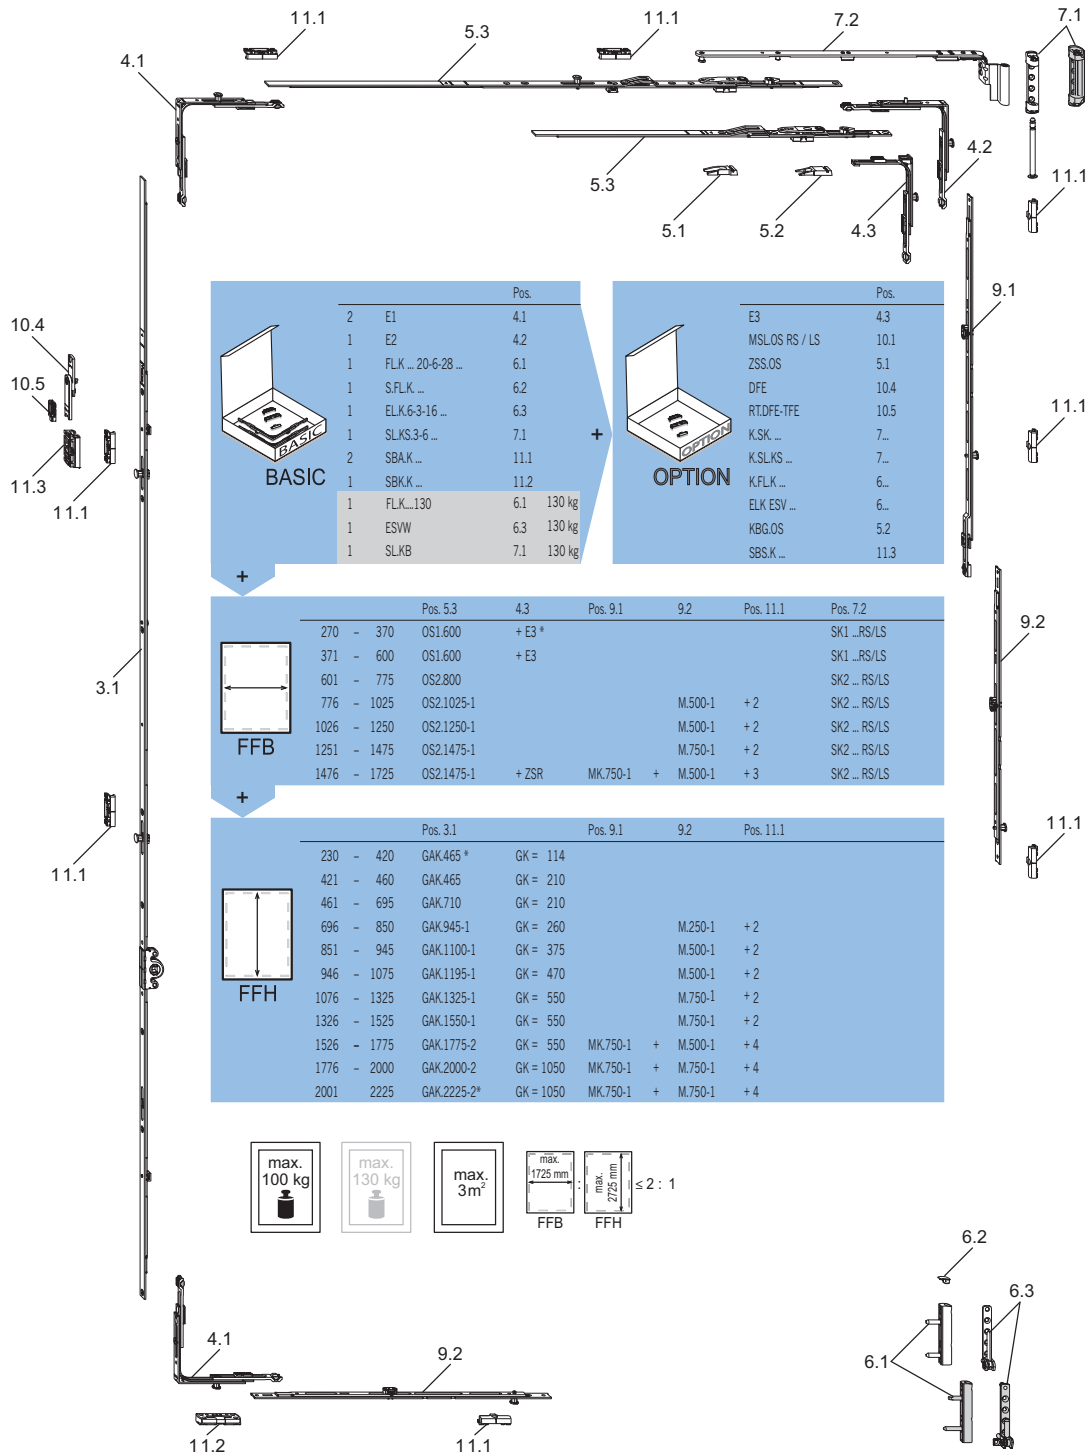 11.1
11.1
7.1
7.2
5.3
4.1
5.3
4.2
11.1
5.1
5.2
4.3
9.1
10.4
10.5
11.3
11.1
11.1
3.1
9.2
11.1
11.1
BASIC
BASIC
Pos.
2 E1 4.1
1 E2 4.2
1 FL.K ... 20-6-28 ... 6.1
1 S.FL.K. ... 6.2
1 EL.K.6-3-16 ... 6.3
1 SL.KS.3-6 ... 7.1
2 SBA.K ... 11.1
1 SBK.K ... 11.2
1 FL.K....130 6.1 130 kg
1 ESVW 6.3 130 kg
1 SL.KB 7.1 130 kg
+
OPTION
OPTION
Pos.
E3 4.3
MSL.OS RS / LS 10.1
ZSS.OS 5.1
DFE 10.4
RT.DFE-TFE 10.5
K.SK. ... 7...
K.SL.KS ... 7...
K.FL.K ... 6...
ELK ESV ... 6...
KBG.OS 5.2
SBS.K ... 11.3
+
FFB
Pos. 5.3 4.3 Pos. 9.1 9.2 Pos. 11.1 Pos. 7.2
270 – 370 OS1.600 + E3 * SK1 ...RS/LS
371 – 600 OS1.600 + E3 SK1 ...RS/LS
601 – 775 OS2.800 SK2 ... RS/LS
776 – 1025 OS2.1025-1 M.500-1 + 2 SK2 ... RS/LS
1026 – 1250 OS2.1250-1 M.500-1 + 2 SK2 ... RS/LS
1251 – 1475 OS2.1475-1 M.750-1 + 2 SK2 ... RS/LS
1476 – 1725 OS2.1475-1 + ZSR MK.750-1 + M.500-1 + 3 SK2 ... RS/LS
+
FFH
Pos. 3.1 Pos. 9.1 9.2 Pos. 11.1
230 – 420 GAK.465 * GK = 114
421 – 460 GAK.465 GK = 210
461 – 695 GAK.710 GK = 210
696 – 850 GAK.945-1 GK = 260 M.250-1 + 2
851 – 945 GAK.1100-1 GK = 375 M.500-1 + 2
946 – 1075 GAK.1195-1 GK = 470 M.500-1 + 2
1076 – 1325 GAK.1325-1 GK = 550 M.750-1 + 2
1326 – 1525 GAK.1550-1 GK = 550 M.750-1 + 2
1526 – 1775 GAK.1775-2 GK = 550 MK.750-1 + M.500-1 + 4
1776 – 2000 GAK.2000-2 GK = 1050 MK.750-1 + M.750-1 + 4
2001 2225 GAK.2225-2* GK = 1050 MK.750-1 + M.750-1 + 4
max.
100 kg
max.
130 kg
max.
3m²
max.
1725 mm
FFB
:
max.
2725 mm
FFH
≤ 2 : 1
6.2
6.3
6.1
4.1
9.2
11.2
11.1